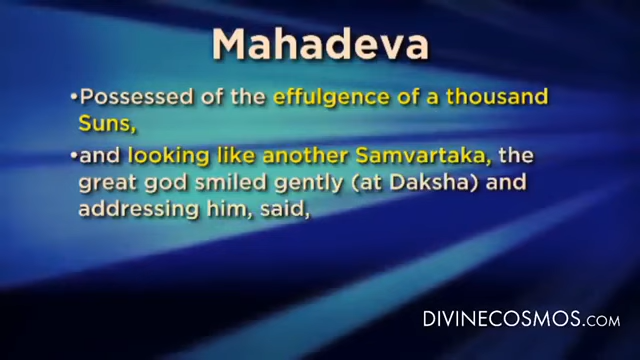 Mahadeva
•Possessed of the effulgence of a thousand
Suns,
•and looking like another Samvartaka, the
great god smiled gently (at Daksha) and
addressing him, said,
DIVINECOSMOS.COM